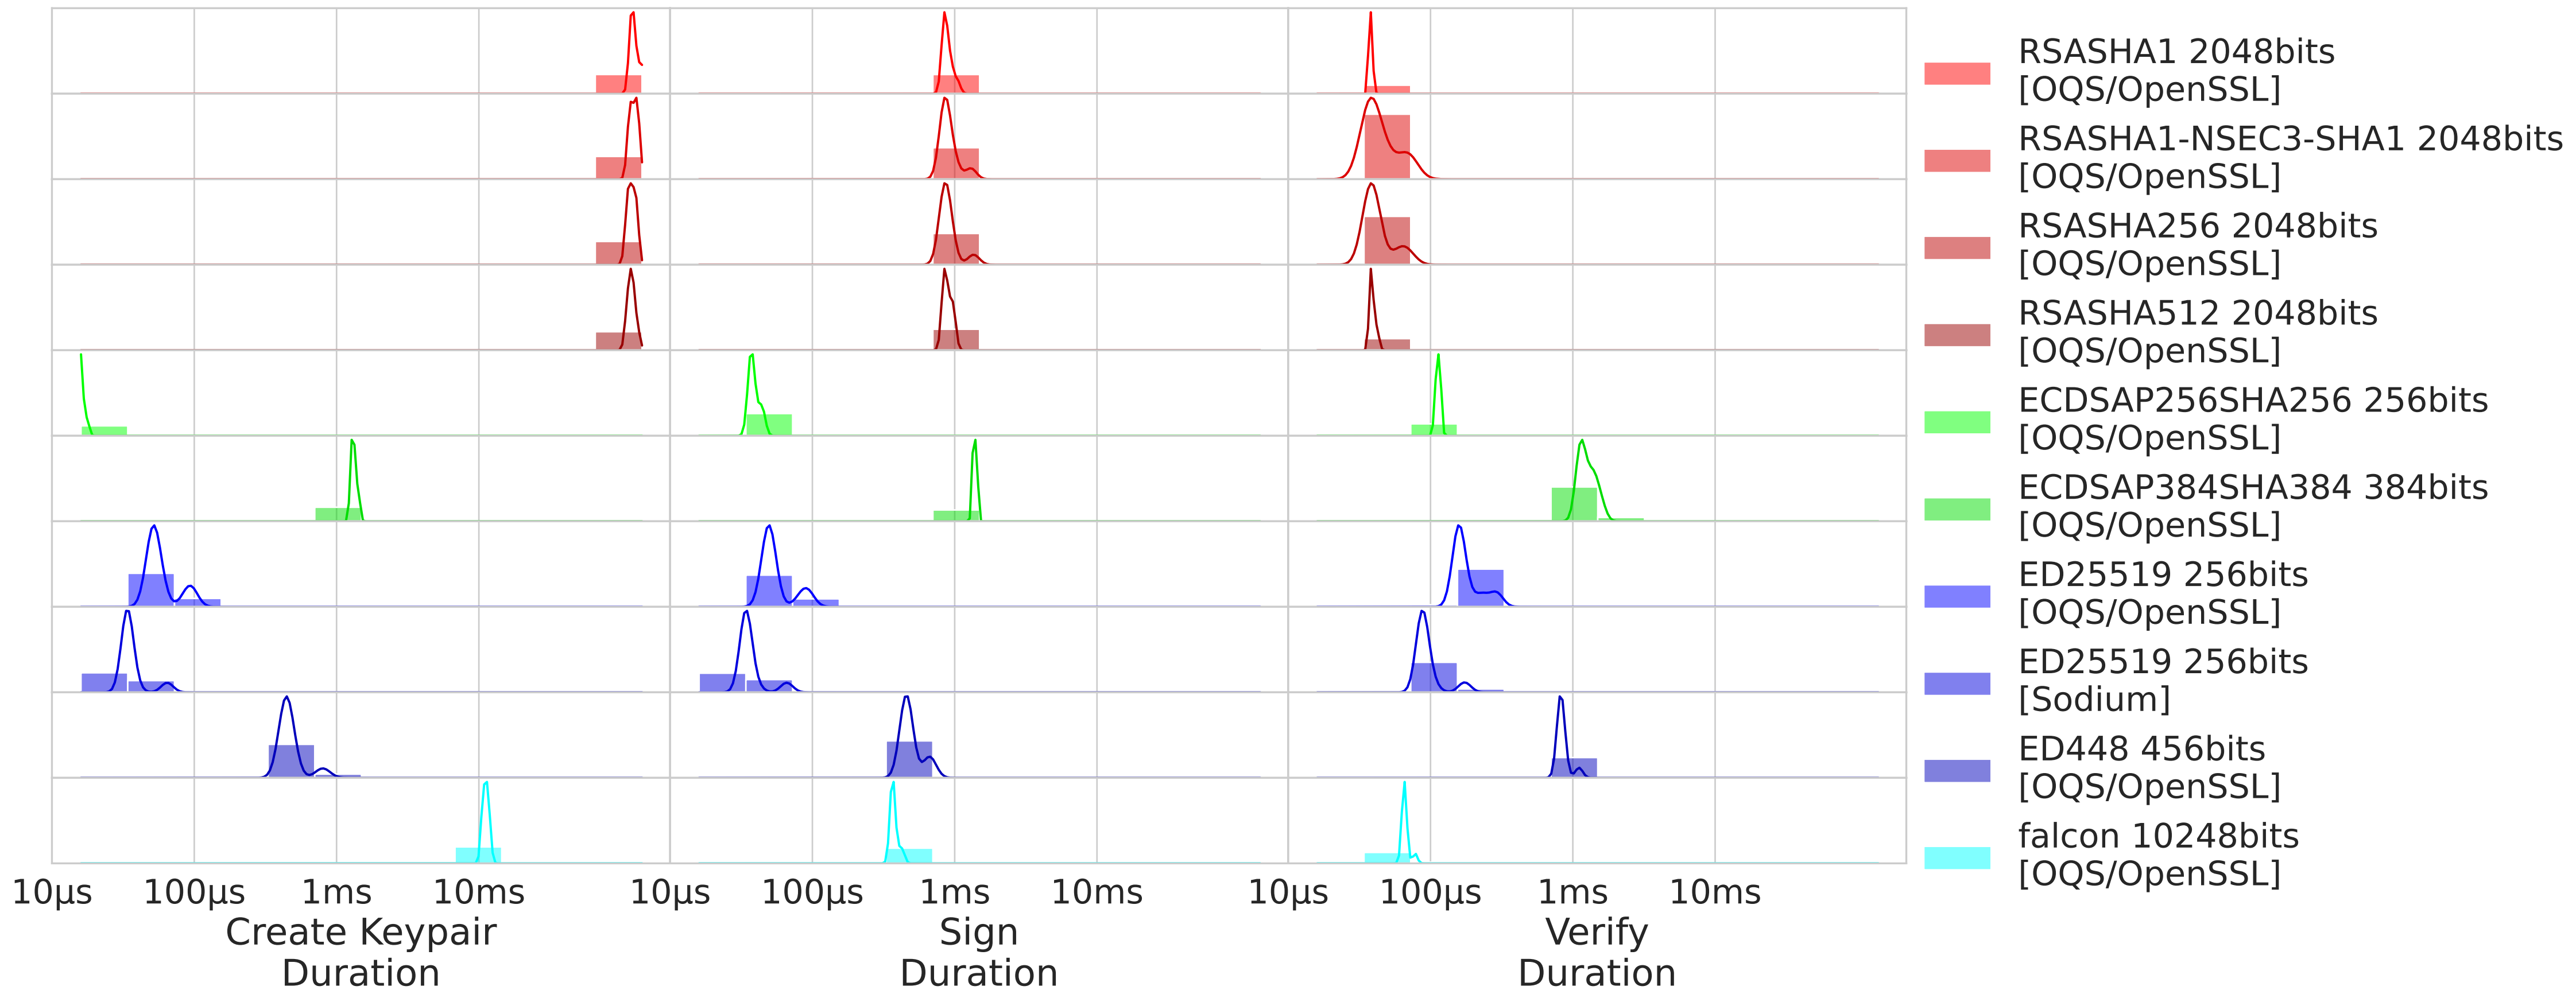 RSASHA1 2048bits
[OQS/OpenSSL]
RSASHA1-NSEC3-SHA1 2048bits
[OQS/OpenSSL]
RSASHA256 2048bits
[OQS/OpenSSL]
RSASHA512 2048bits
[OQS/OpenSSL]
ECDSAP256SHA256 256bits
[OQS/OpenSSL]
ECDSAP384SHA384 384bits
[OQS/OpenSSL]
ED25519 256bits
[OQS/OpenSSL]
ED25519 256bits
[Sodium]
ED448 456bits
[OQS/OpenSSL]
falcon 10248bits
[OQS/OpenSSL]
10µs 100µs 1ms 10ms 10µs 100µs 1ms 10ms 10µs 100µs 1ms 10ms
Create Keypair
Duration
Sign
Duration
Verify
Duration